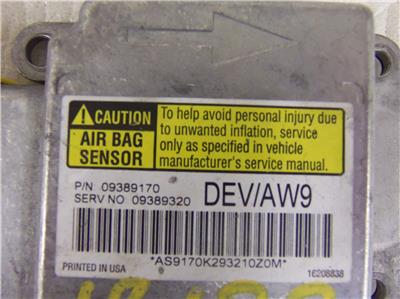 CAUTION
AIR BAG
SENSOR
To help avoid personal injury due
to unwanted inflation, service
only as specified in vehicle
manufacturer's service manual.
P/N 09389170
SERV NO 09389320
DEV/AW9
*AS9170K293210Z0M*
PRINTED IN USA
16208838